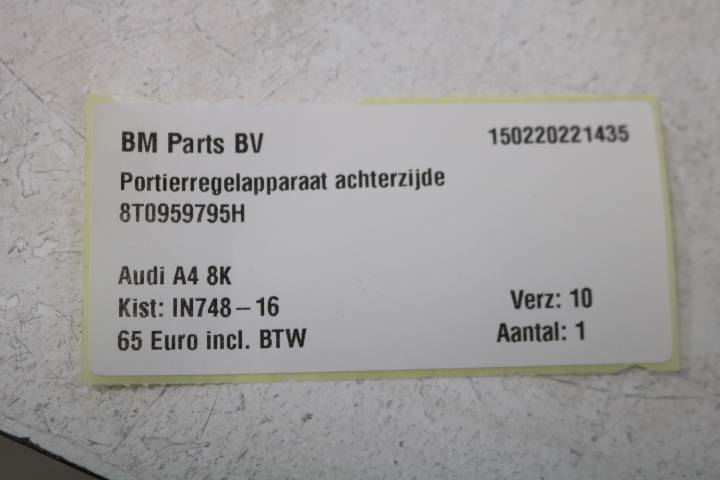 BM Parts BV 150220221435
Portierregelapparaat achterzijde
8T0959795H
Audi A4 8K
Kist: IN748-16 Verz: 10
65 Euro incl. BTW Aantal: 1